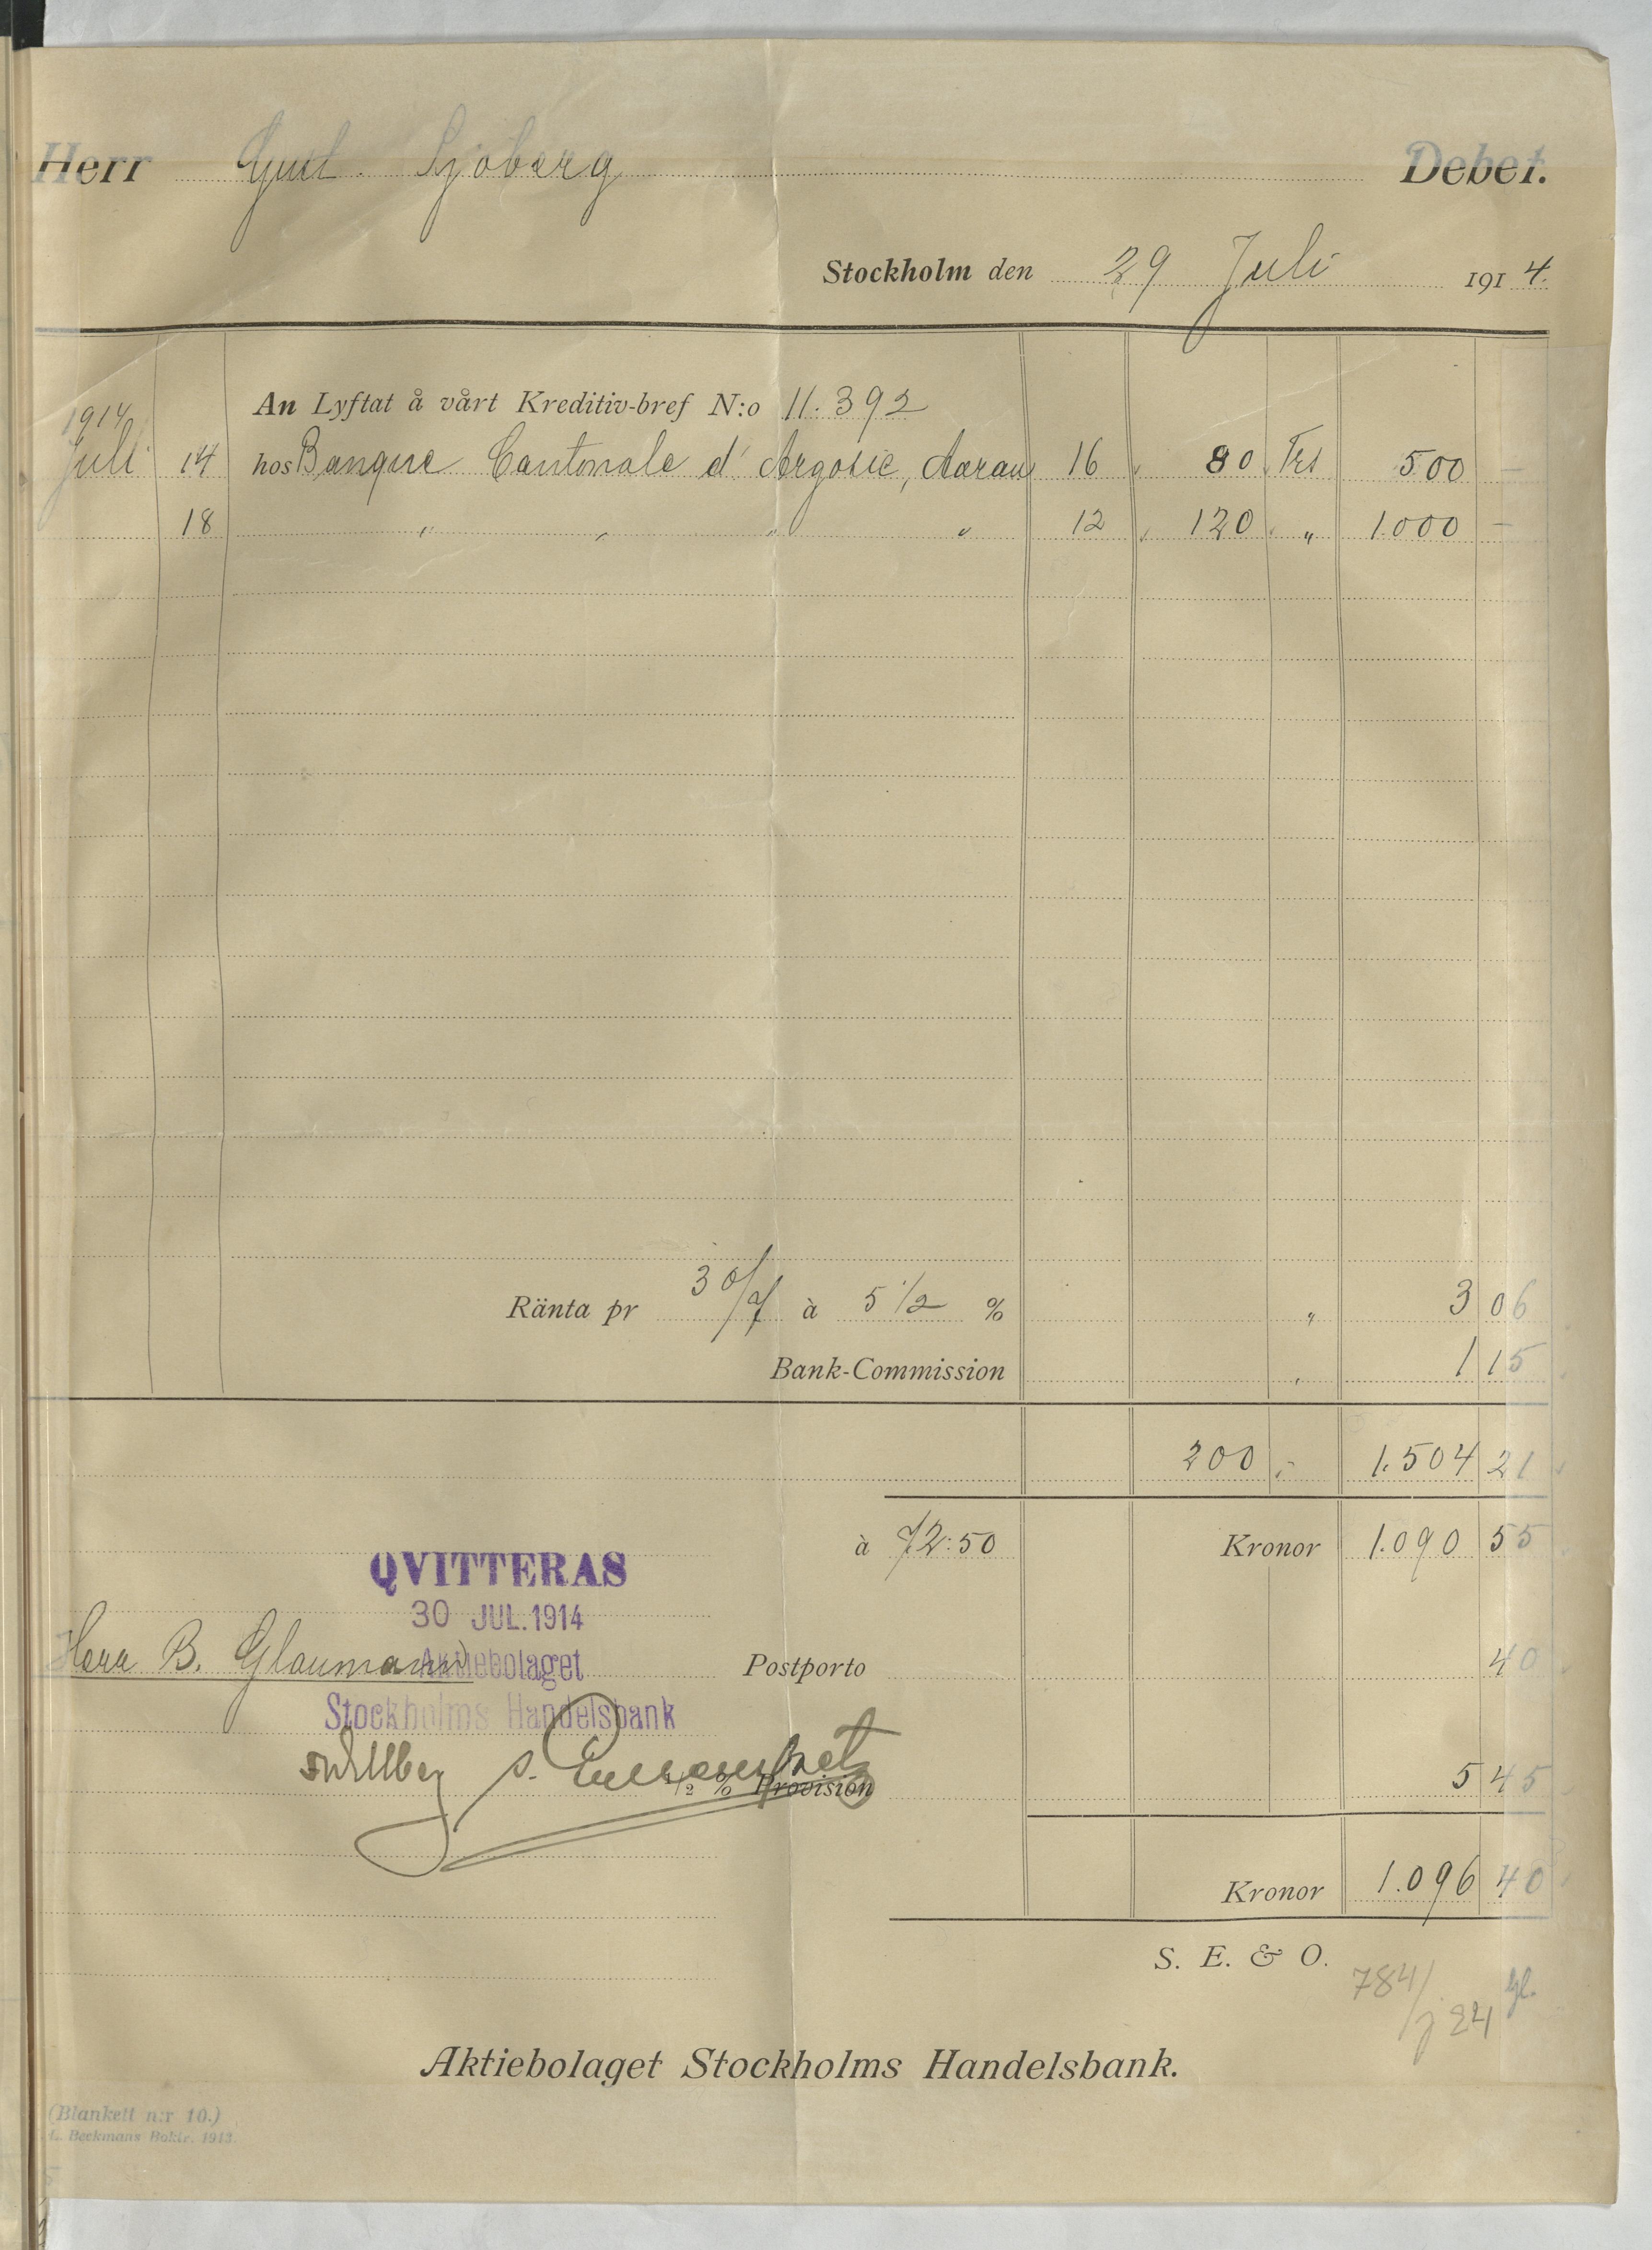 Herr Gust. Sjöberg Debet.
Stockholm den 29 Juli 1914.
An Lyftat å vårt Kreditiv-bref N:o 11.392
1914
Juli 14 hos Banque Cantonale d'Argovie, Aarau 16 80 Frs 500 —
18 " " " " 12 120 " 1.000 —
Ränta pr 30/7 à 5 1/2 % " 3 06
Bank-Commission " 1 15
200 1.504 21
à 72:50 Kronor 1.090 55
QVITTERAS
30 JUL. 1914
Herr B. Glaumann
Aktiebolaget
Postporto 40
Stockholms Handelsbank
1/2 % Provision 5 45
Kronor 1.096 40
S. E. & O.
784/j 24
Aktiebolaget Stockholms Handelsbank.
(Blankett n:r 10.)
L. Beckmans Boktr. 1913.